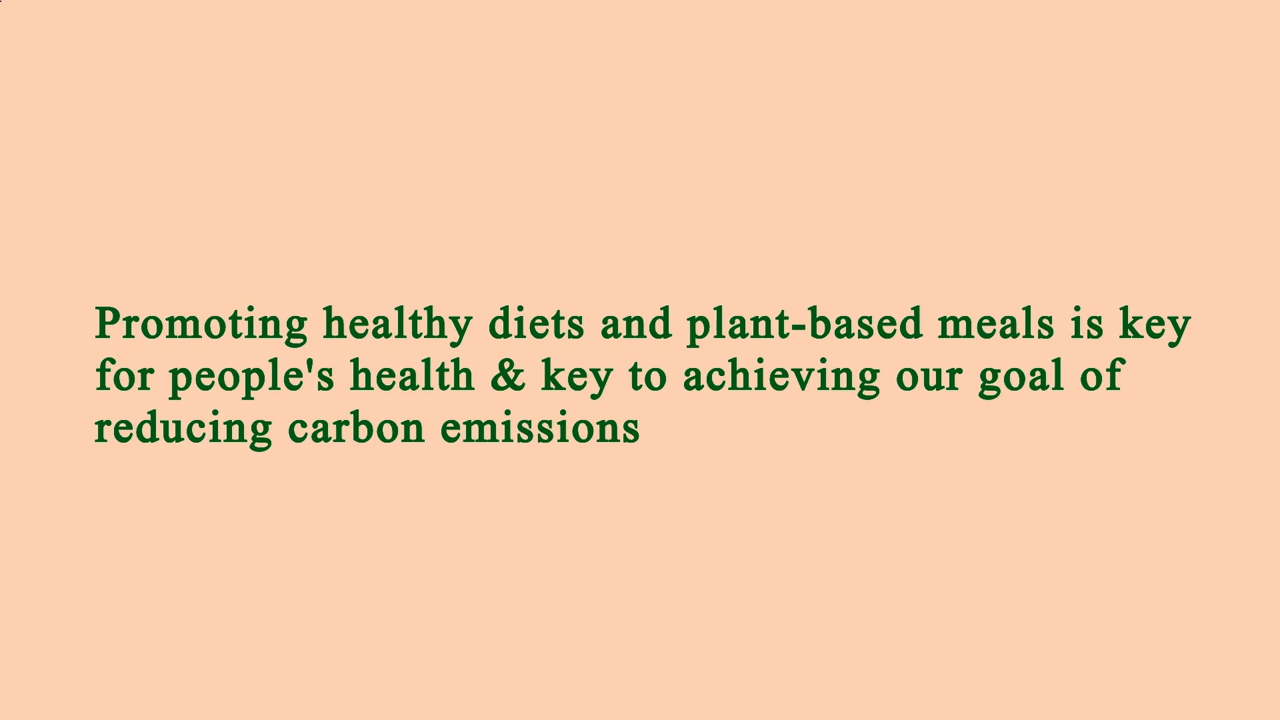 Promoting healthy diets and plant-based meals is key
for people's health & key to achieving our goal of
reducing carbon emissions